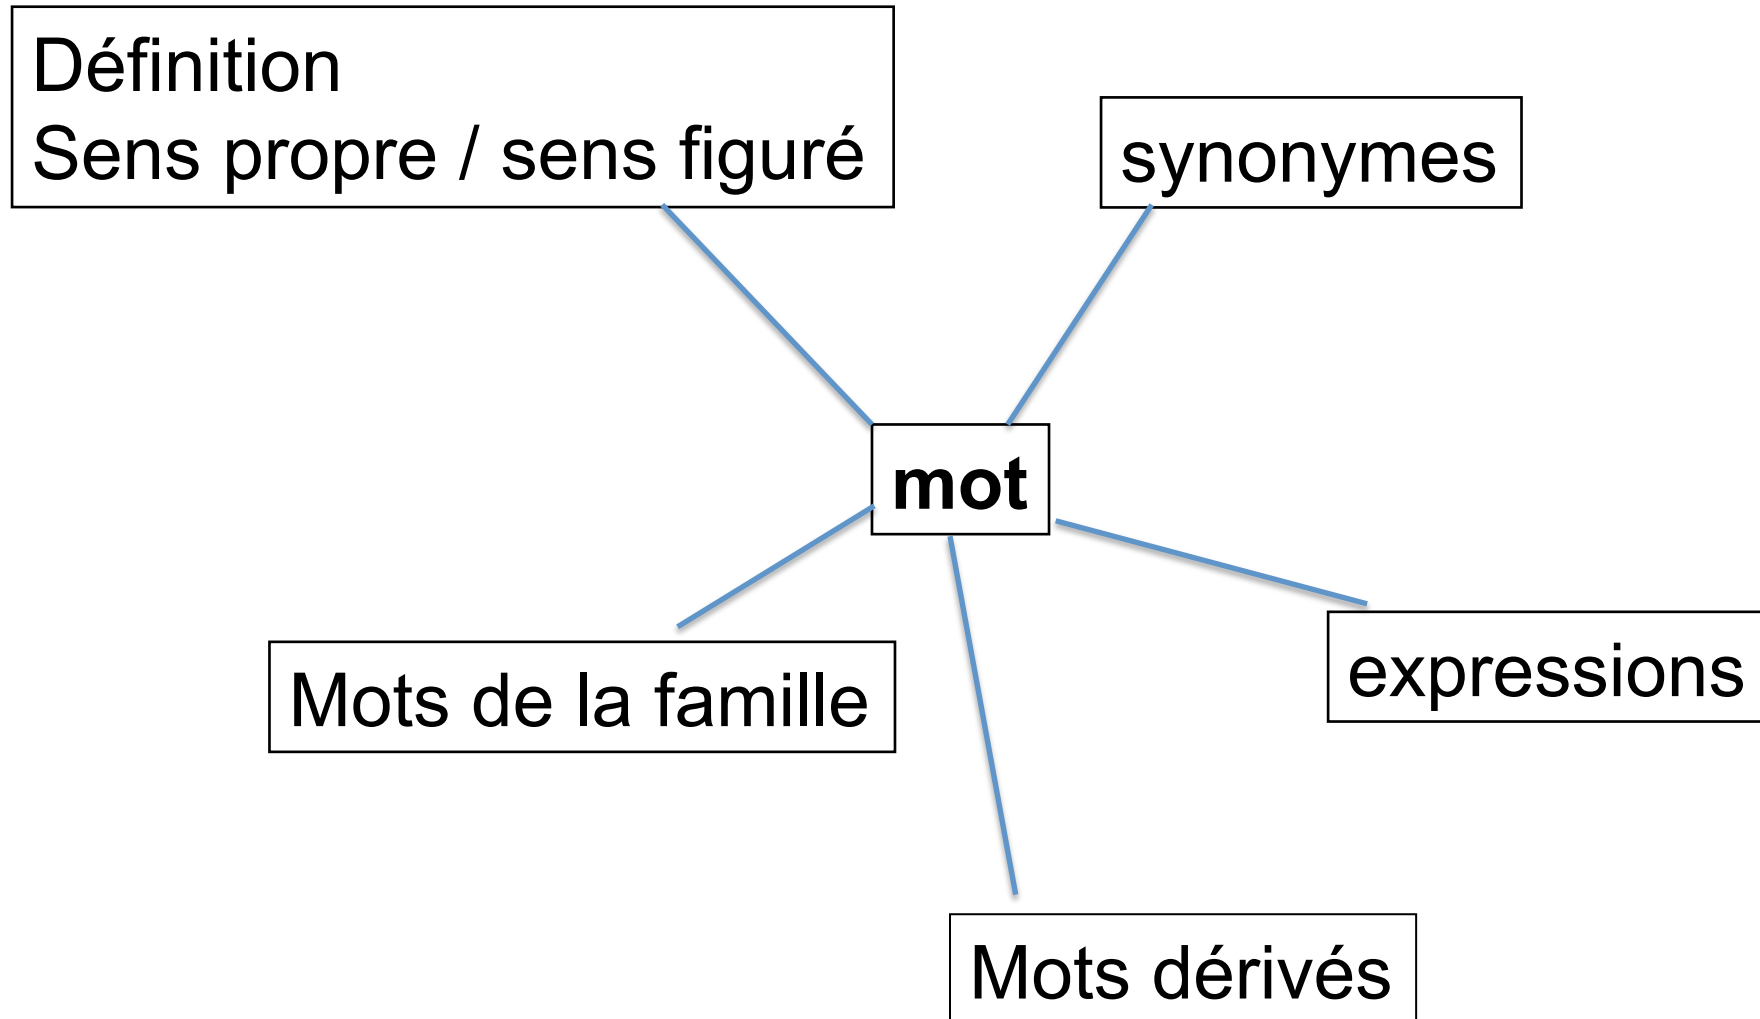 Définition
Sens propre / sens figuré
synonymes
mot
Mots de la famille
expressions
Mots dérivés